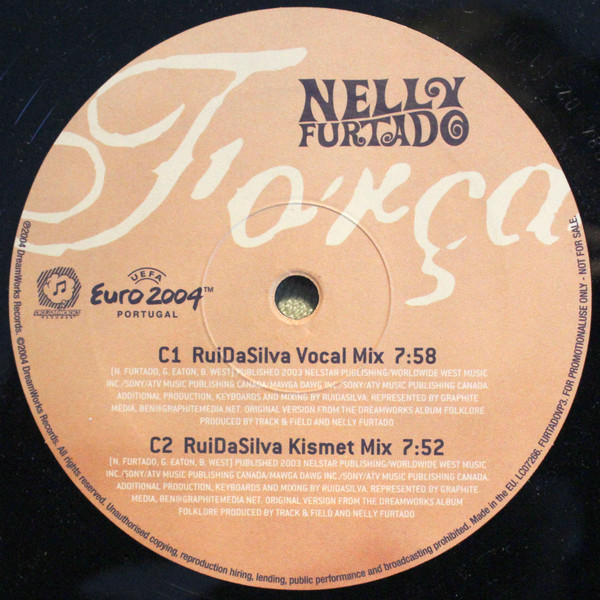 Força
NELLY
FURTADO
DREAMWORKS
RECORDS
UEFA
Euro2004™
PORTUGAL
C1 RuiDaSilva Vocal Mix 7:58
[N. FURTADO, G. EATON, B. WEST] PUBLISHED 2003 NELSTAR PUBLISHING/WORLDWIDE WEST MUSIC
INC./SONY/ATV MUSIC PUBLISHING CANADA/MAWGA DAWG INC./SONY/ATV MUSIC PUBLISHING CANADA.
ADDITIONAL PRODUCTION, KEYBOARDS AND MIXING BY RUIDASILVA. REPRESENTED BY GRAPHITE
MEDIA, BEN@GRAPHITEMEDIA.NET. ORIGINAL VERSION FROM THE DREAMWORKS ALBUM FOLKLORE
PRODUCED BY TRACK & FIELD AND NELLY FURTADO
C2 RuiDaSilva Kismet Mix 7:52
[N. FURTADO, G. EATON, B. WEST] PUBLISHED 2003 NELSTAR PUBLISHING/WORLDWIDE WEST MUSIC
INC./SONY/ATV MUSIC PUBLISHING CANADA/MAWGA DAWG INC./SONY/ATV MUSIC PUBLISHING CANADA.
ADDITIONAL PRODUCTION, KEYBOARDS AND MIXING BY RUIDASILVA. REPRESENTED BY GRAPHITE
MEDIA, BEN@GRAPHITEMEDIA.NET. ORIGINAL VERSION FROM THE DREAMWORKS ALBUM
FOLKLORE PRODUCED BY TRACK & FIELD AND NELLY FURTADO
℗2004 DreamWorks Records. ©2004 DreamWorks Records. All rights reserved. Unauthorised copying, reproduction hiring, lending, public performance and broadcasting prohibited. Made in the EU. LC07266. FURTADOVP3. FOR PROMOTIONALUSE ONLY - NOT FOR SALE.